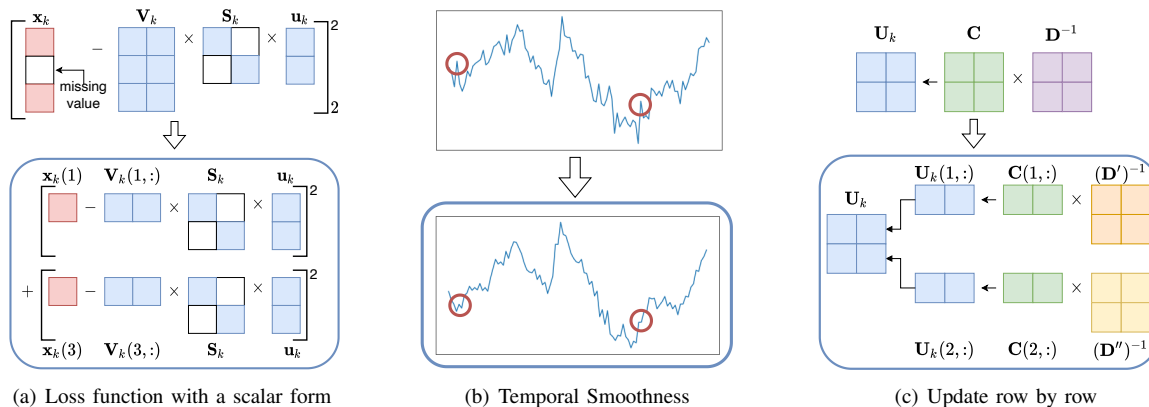 x_k V_k S_k u_k
[ − × × ]²₂
missing
value
x_k(1) V_k(1,:) S_k u_k
[ − × × ]²
+ [ − × × ]²
x_k(3) V_k(3,:) S_k u_k
(a) Loss function with a scalar form
(b) Temporal Smoothness
U_k C D⁻¹
×
U_k(1,:) C(1,:) (D′)⁻¹
×
U_k
×
U_k(2,:) C(2,:) (D″)⁻¹
(c) Update row by row